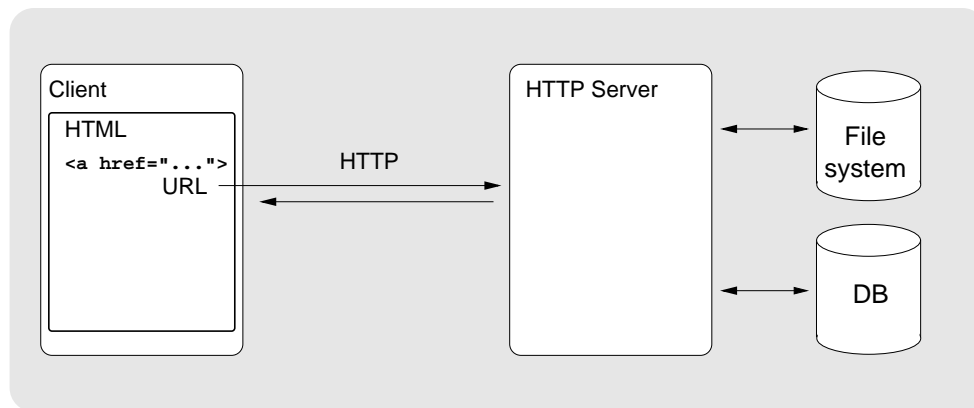 Client
HTML
<a href="...">
URL
HTTP
HTTP Server
File
system
DB